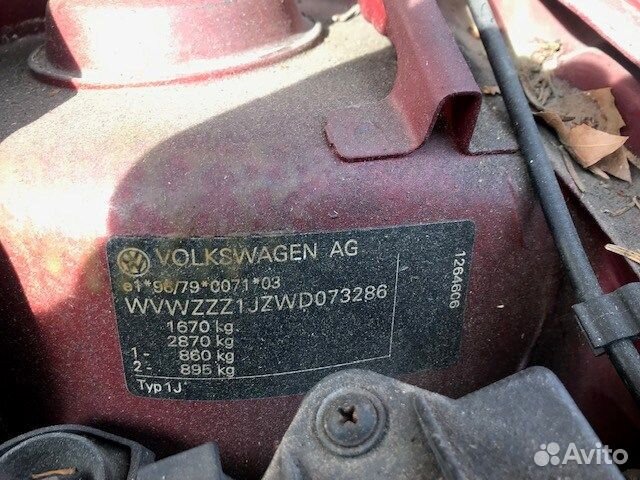 VOLKSWAGEN AG
e1*96/79*0071*03
WVWZZZ1JZWD073286
1670 kg
2870 kg
1- 860 kg
2- 895 kg
Typ 1J
1264606
Avito